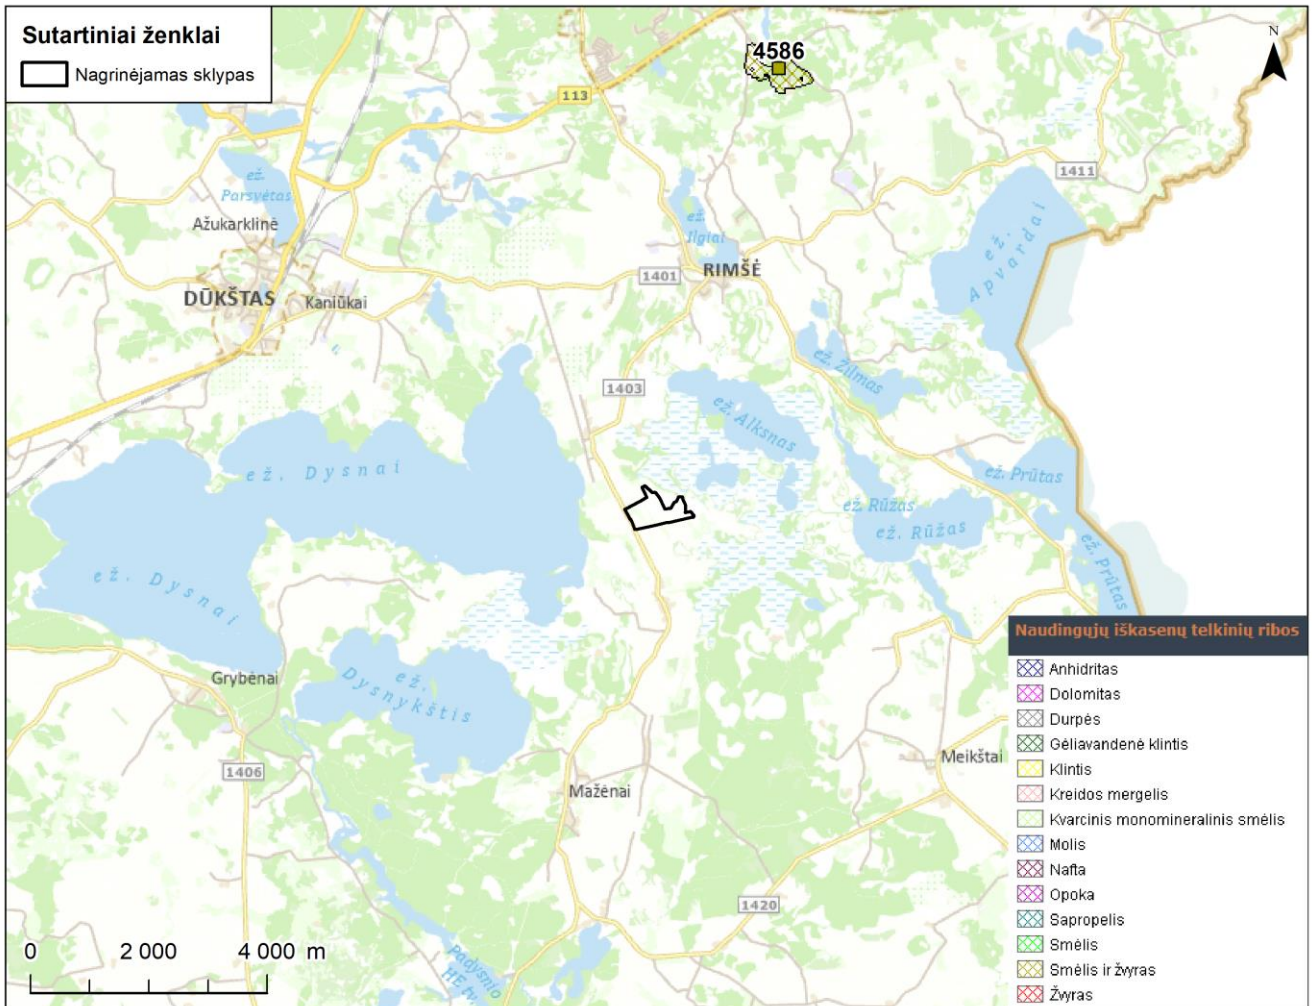 Sutartiniai ženklai
Nagrinėjamas sklypas
4586
N
113
1411
ež.
Parsvėtas
Ažukarklinė
ež.
Ilgiai
ež.
Apvardai
RIMŠĖ
1401
DŪKŠTAS
Kaniūkai
ež. Žilmas
1403
ež. Alksnas
ež. Dysnai
ež. Prūtas
ež. Rūžas
ež. Rūžas
ež. Dysnai
ež. Prūtas
Naudingųjų iškasenų telkinių ribos
Anhidritas
Dolomitas
Durpės
Gėliavandenė klintis
Klintis
Kreidos mergelis
Kvarcinis monomineralinis smėlis
Molis
Nafta
Opoka
Sapropelis
Smėlis
Smėlis ir žvyras
Žvyras
Grybėnai
ež.
Dysnykštis
1406
Meikštai
Mažėnai
1420
0 2 000 4 000 m
Padysnio
HE tv.